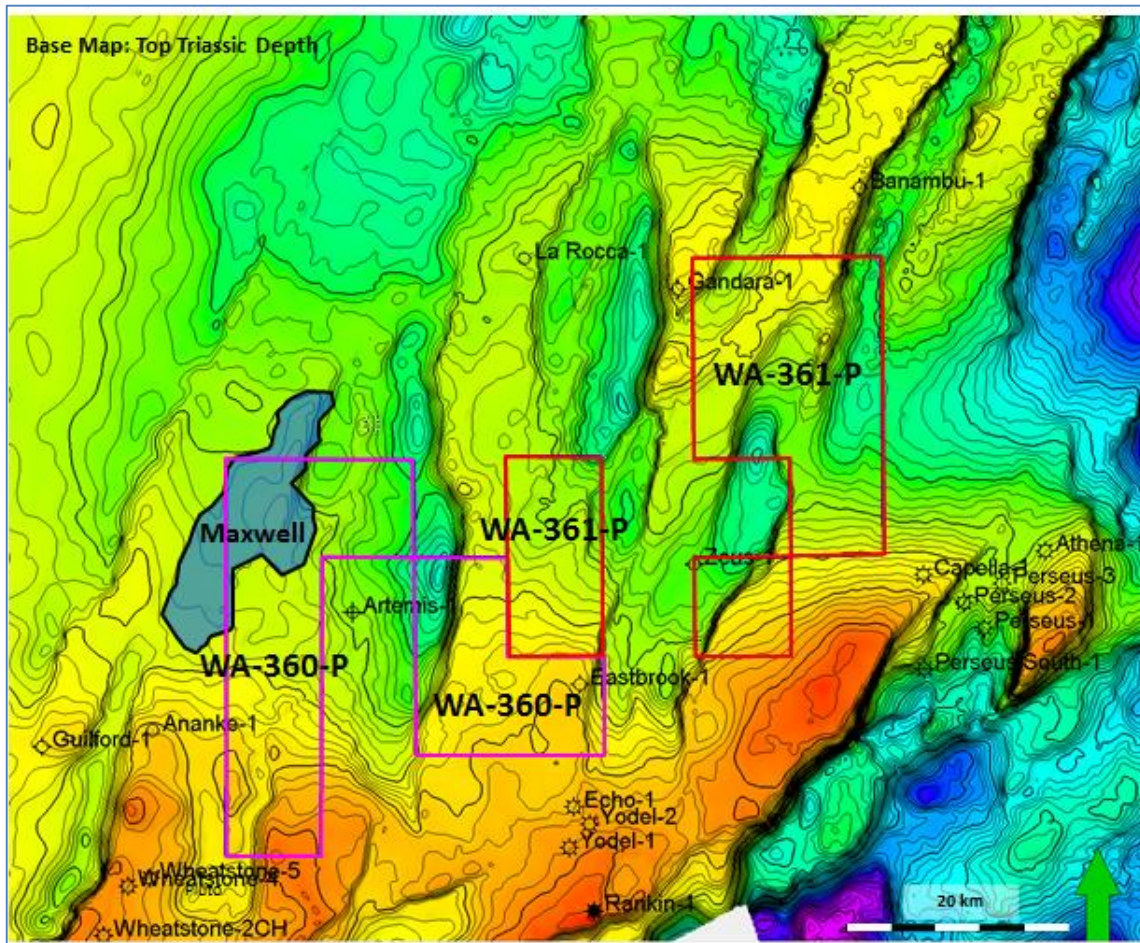 Base Map: Top Triassic Depth
Banambu-1
La Rocca-1
Gandara-1
WA-361-P
Maxwell
WA-361-P
Zeus-1
Athena-1
Capella-1
Perseus-3
Perseus-2
Artemis-1
Perseus-1
WA-360-P
Perseus South-1
Eastbrook-1
WA-360-P
Ananke-1
Guilford-1
Echo-1
Yodel-2
Yodel-1
Wheatstone-5
Wheatstone-4
Pluto
Rankin-1
20 km
Wheatstone-2CH